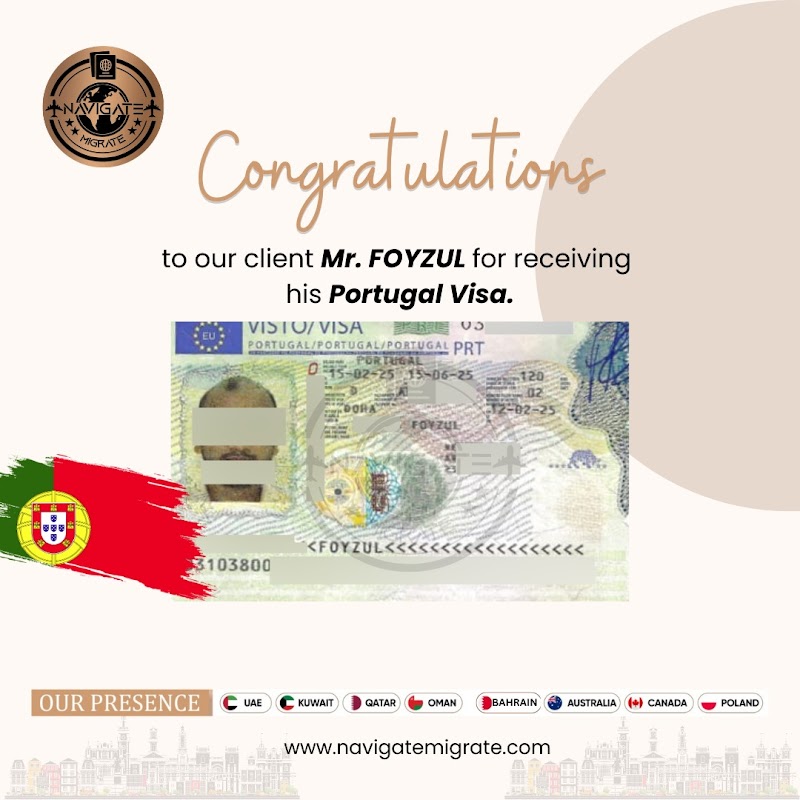 NAVIGATE
MIGRATE
Congratulations
to our client Mr. FOYZUL for receiving
his Portugal Visa.
EU
VISTO/VISA
03
PORTUGAL/PORTUGAL/PORTUGAL PRT
PORTUGAL
15-02-25 15-06-25 120
D A 02
DOHA 12-02-25
FOYZUL
<FOYZUL<<<<<<<<<<<<<<<<<<<<<
3103800
OUR PRESENCE UAE KUWAIT QATAR OMAN BAHRAIN AUSTRALIA CANADA POLAND
www.navigatemigrate.com